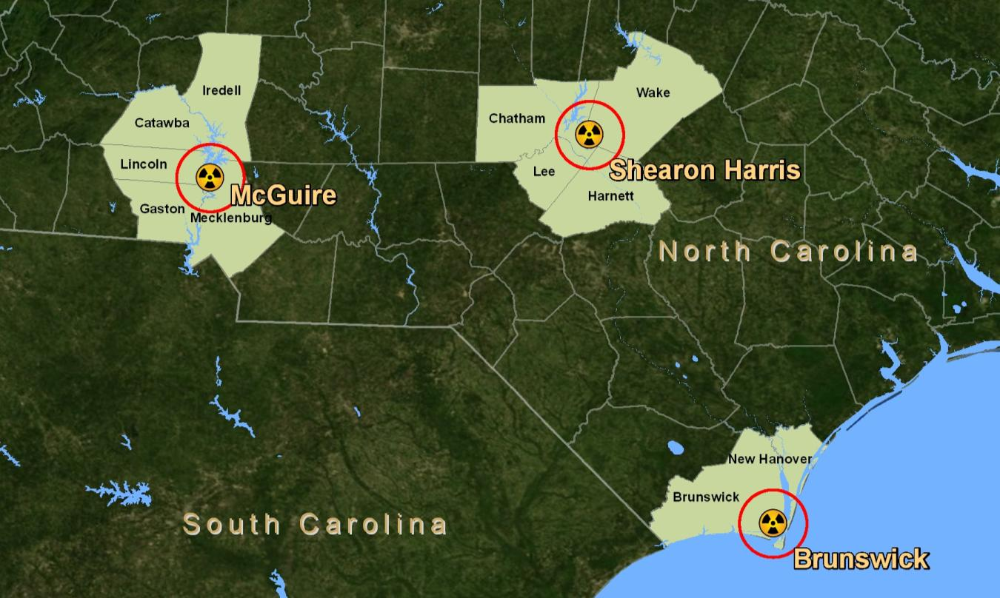 Iredell
Wake
Catawba
Chatham
Lincoln
Lee
Shearon Harris
McGuire
Harnett
Gaston
Mecklenburg
North Carolina
New Hanover
Brunswick
South Carolina
Brunswick